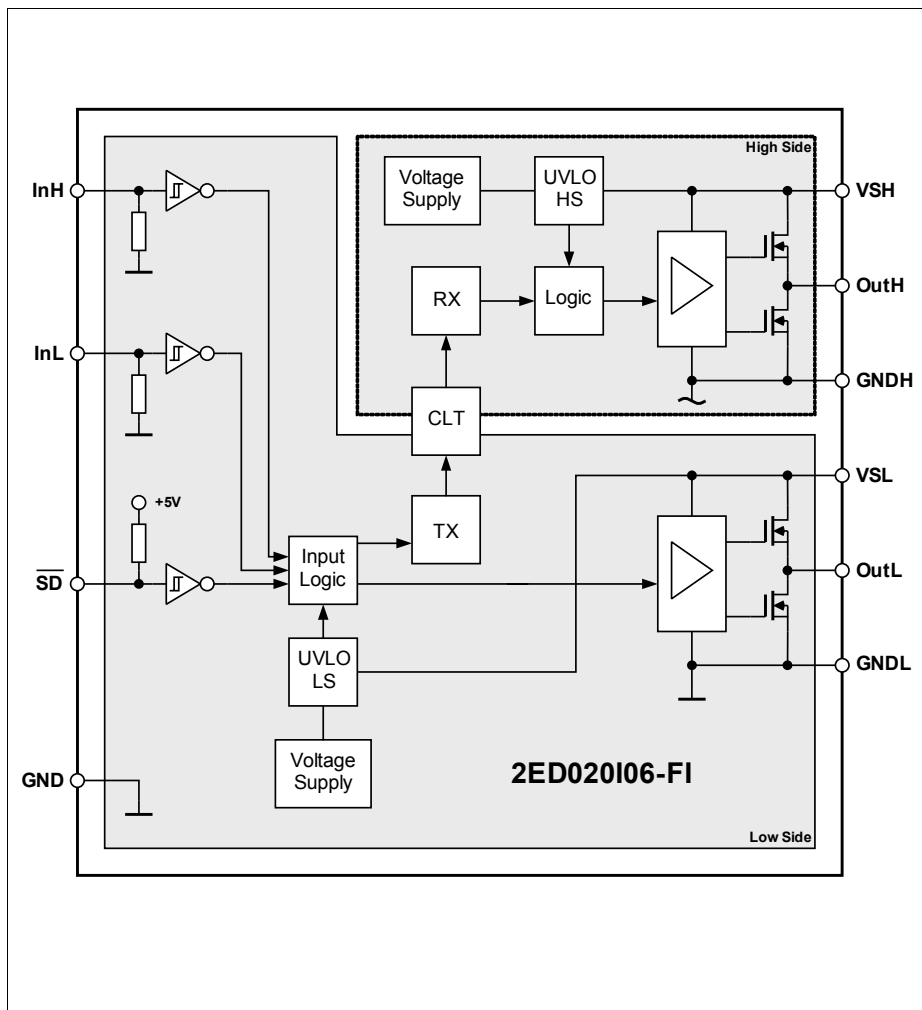 High Side
InH
Voltage
Supply
UVLO
HS
VSH
RX
Logic
OutH
InL
GNDH
CLT
VSL
+5V
TX
Input
Logic
SD
OutL
UVLO
LS
GNDL
Voltage
Supply
2ED020I06-FI
GND
Low Side